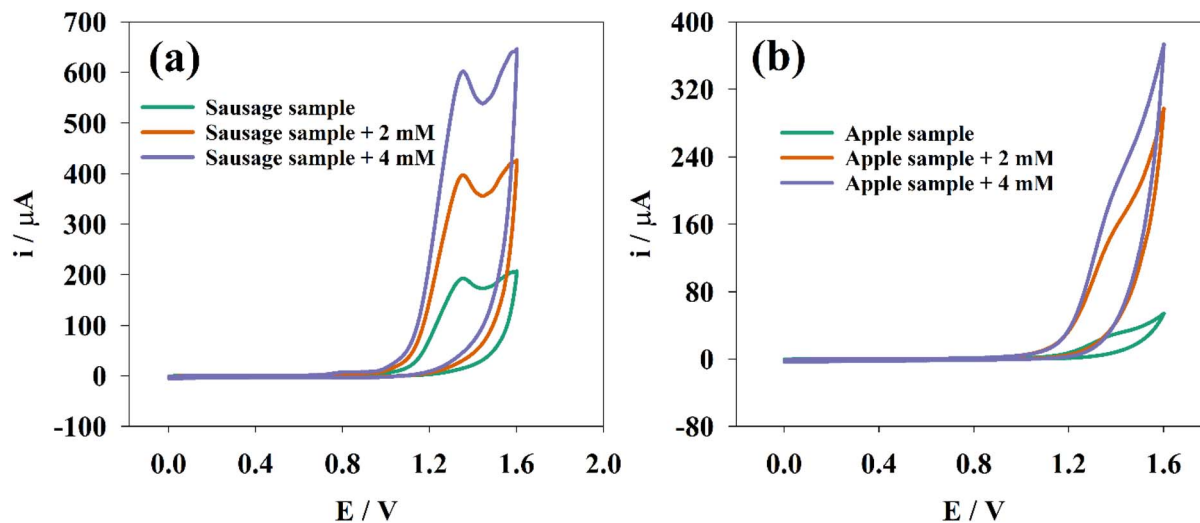 (a)
700
600
500
400
300
200
100
0
-100
i / µA
Sausage sample
Sausage sample + 2 mM
Sausage sample + 4 mM
0.0 0.4 0.8 1.2 1.6 2.0
E / V
(b)
400
320
240
160
80
0
-80
i / µA
Apple sample
Apple sample + 2 mM
Apple sample + 4 mM
0.0 0.4 0.8 1.2 1.6
E / V